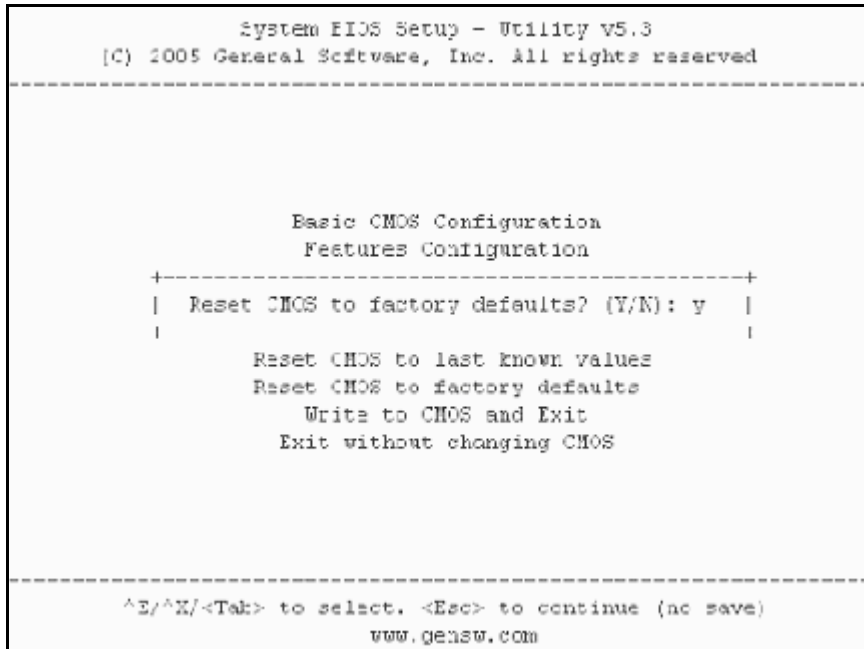 System BIOS Setup - Utility v5.3
(C) 2005 General Software, Inc. All rights reserved
Basic CMOS Configuration
Features Configuration
Reset CMOS to factory defaults? (Y/N): y
Reset CMOS to last known values
Reset CMOS to factory defaults
Write to CMOS and Exit
Exit without changing CMOS
^E/^X/<Tab> to select. <Esc> to continue (no save)
www.gensw.com